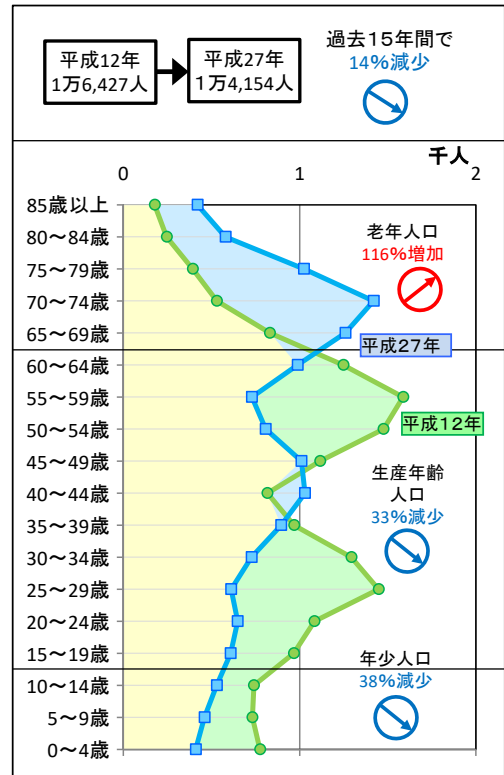 平成12年
1万6,427人
平成27年
1万4,154人
過去15年間で
14%減少
千人
0
1
2
85歳以上
80～84歳
75～79歳
70～74歳
65～69歳
60～64歳
55～59歳
50～54歳
45～49歳
40～44歳
35～39歳
30～34歳
25～29歳
20～24歳
15～19歳
10～14歳
5～9歳
0～4歳
老年人口
116%増加
平成27年
平成12年
生産年齢
人口
33%減少
年少人口
38%減少